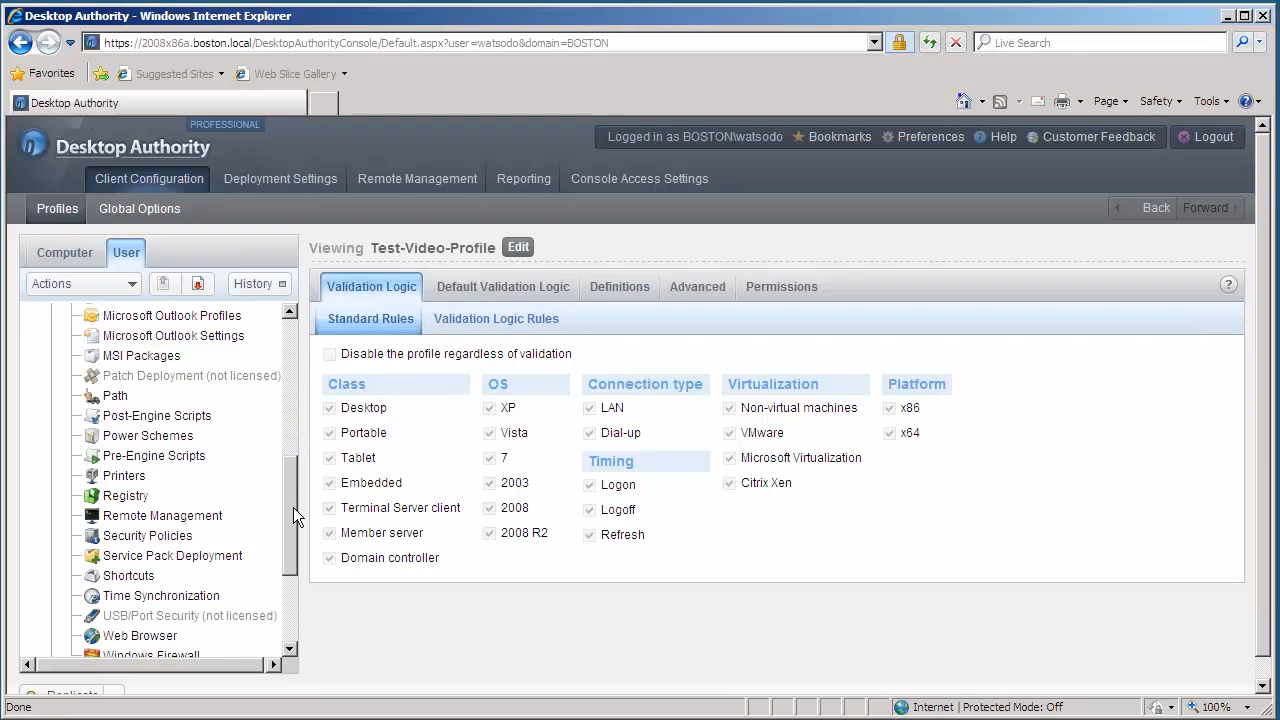 Desktop Authority - Windows Internet Explorer
https://2008x86a.boston.local/DesktopAuthorityConsole/Default.aspx?user=watsodo&domain=BOSTON
Live Search
Favorites Suggested Sites Web Slice Gallery
Desktop Authority
Page Safety Tools
PROFESSIONAL
Desktop Authority
Logged in as BOSTON\watsodo Bookmarks Preferences Help Customer Feedback Logout
Client Configuration Deployment Settings Remote Management Reporting Console Access Settings
Profiles Global Options Back Forward
Computer User
Actions History
Microsoft Outlook Profiles
Microsoft Outlook Settings
MSI Packages
Patch Deployment (not licensed)
Path
Post-Engine Scripts
Power Schemes
Pre-Engine Scripts
Printers
Registry
Remote Management
Security Policies
Service Pack Deployment
Shortcuts
Time Synchronization
USB/Port Security (not licensed)
Web Browser
Windows Firewall
Replicate
Viewing Test-Video-Profile Edit
Validation Logic Default Validation Logic Definitions Advanced Permissions ?
Standard Rules Validation Logic Rules
Disable the profile regardless of validation
Class
Desktop
Portable
Tablet
Embedded
Terminal Server client
Member server
Domain controller
OS
XP
Vista
7
2003
2008
2008 R2
Connection type
LAN
Dial-up
Timing
Logon
Logoff
Refresh
Virtualization
Non-virtual machines
VMware
Microsoft Virtualization
Citrix Xen
Platform
x86
x64
Done Internet | Protected Mode: Off 100%